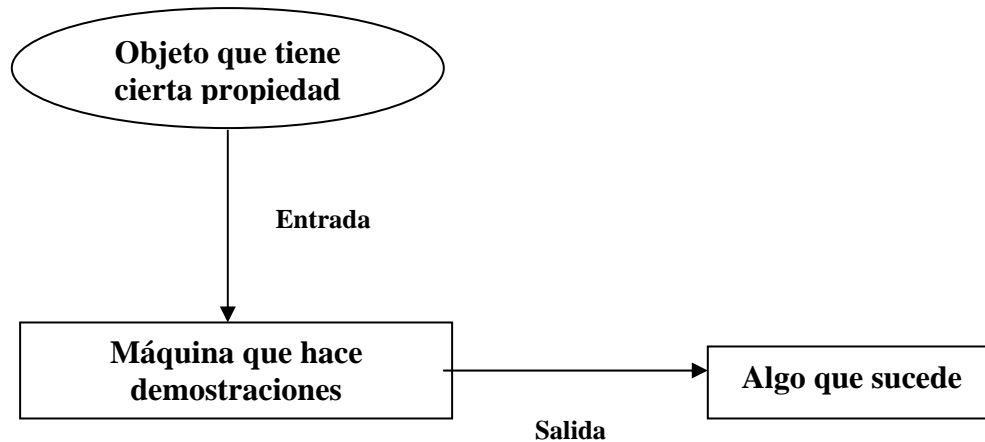 Objeto que tiene
cierta propiedad
Entrada
Máquina que hace
demostraciones
Algo que sucede
Salida